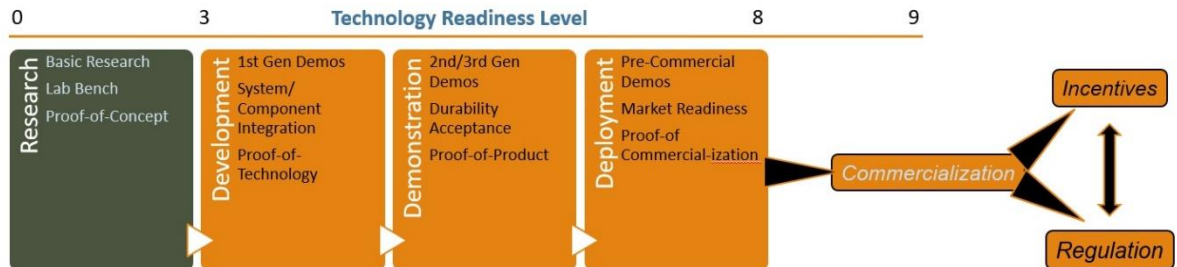 0 3 Technology Readiness Level 8 9
Research
Basic Research
Lab Bench
Proof-of-Concept
Development
1st Gen Demos
System/
Component
Integration
Proof-of-
Technology
Demonstration
2nd/3rd Gen
Demos
Durability
Acceptance
Proof-of-Product
Deployment
Pre-Commercial
Demos
Market Readiness
Proof-of
Commercial-ization
Commercialization
Incentives
Regulation